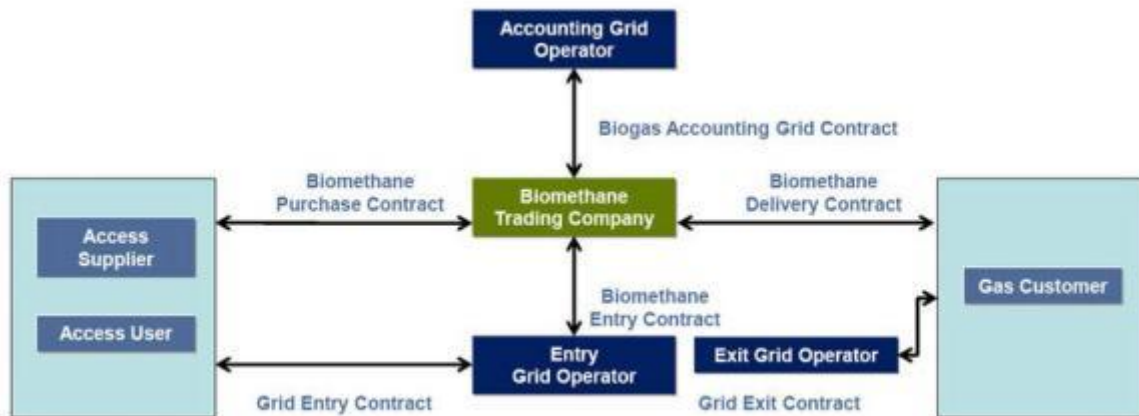 Accounting Grid
Operator
Biogas Accounting Grid Contract
Biomethane
Purchase Contract
Biomethane
Trading Company
Biomethane
Delivery Contract
Access
Supplier
Access User
Gas Customer
Biomethane
Entry Contract
Entry
Grid Operator
Exit Grid Operator
Grid Entry Contract
Grid Exit Contract